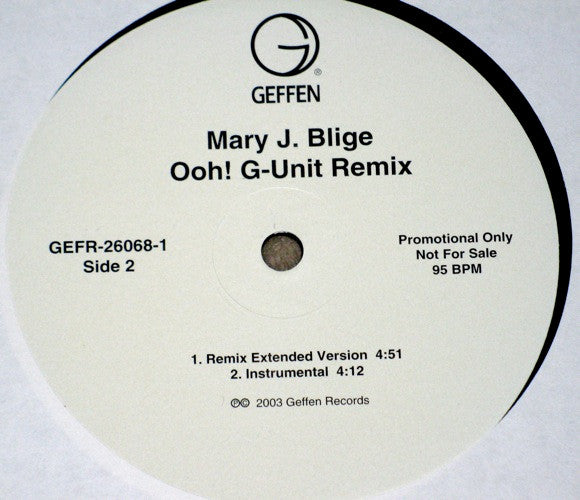 ®
GEFFEN
Mary J. Blige
Ooh! G-Unit Remix
GEFR-26068-1
Side 2
Promotional Only
Not For Sale
95 BPM
1. Remix Extended Version 4:51
2. Instrumental 4:12
℗© 2003 Geffen Records